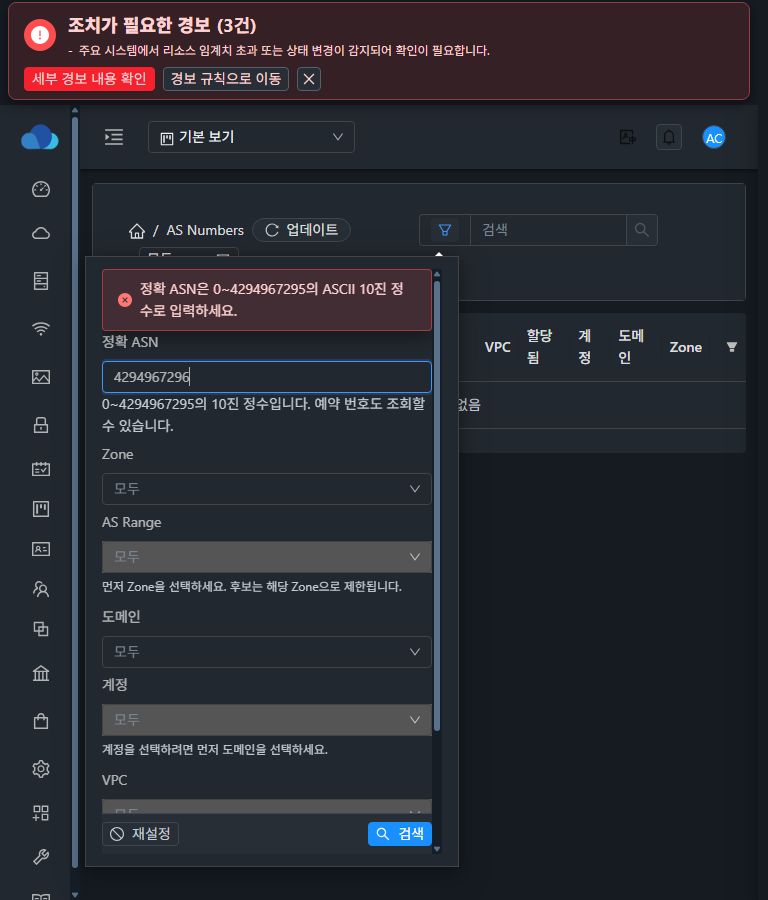 조치가 필요한 경보 (3건)
- 주요 시스템에서 리소스 임계치 초과 또는 상태 변경이 감지되어 확인이 필요합니다.
세부 경보 내용 확인
경보 규칙으로 이동
기본 보기
AC
/ AS Numbers
업데이트
검색
정확 ASN은 0~4294967295의 ASCII 10진 정
수로 입력하세요.
정확 ASN
4294967296
0~4294967295의 10진 정수입니다. 예약 번호도 조회할
수 있습니다.
Zone
모두
AS Range
모두
먼저 Zone을 선택하세요. 후보는 해당 Zone으로 제한됩니다.
도메인
모두
계정
모두
계정을 선택하려면 먼저 도메인을 선택하세요.
VPC
재설정
검색
VPC
할당
됨
계
정
도메
인
Zone
없음